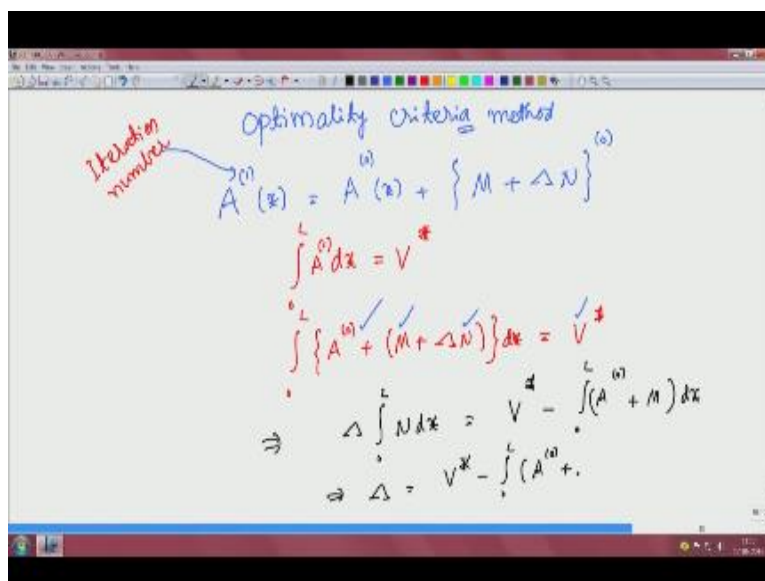 Optimality criteria method
Iteration
number
A^{(1)}(x) = A^{(0)}(x) + {M + ΔN}^{(0)}
∫_0^L A^{(1)} dx = V^*
∫_0^L {A^{(0)} + (M + ΔN)} dx = V^*
⇒ Δ ∫_0^L N dx = V^* - ∫_0^L (A^{(0)} + M) dx
⇒ Δ = V^* - ∫_0^L (A^{(0)} + .